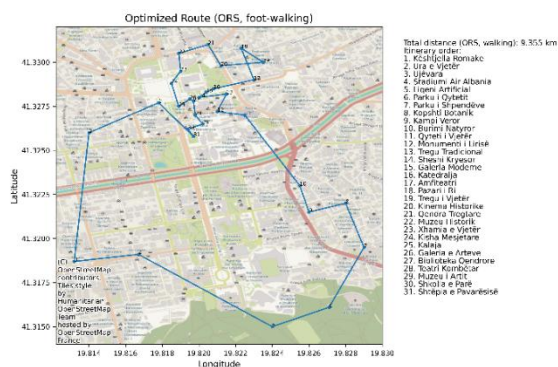 Optimized Route (ORS, foot-walking)
Total distance (ORS, walking): 9.355 km
Itinerary order:
1. Kështjella Romake
2. Ura e Vjetër
3. Ujëvara
4. Stadiumi Air Albania
5. Liqeni Artificial
6. Parku i Qytetit
7. Parku i Shpendëve
8. Kopshti Botanik
9. Kampi Veror
10. Burimi Natyror
11. Qyteti i Vjetër
12. Monumenti i Lirisë
13. Tregu Tradicional
14. Sheshi Kryesor
15. Galeria Moderne
16. Katedralja
17. Amfiteatri
18. Pazari i Ri
19. Tregu i Vjetër
20. Kinema Historike
21. Qendra Tregtare
22. Muzeu Historik
23. Xhamia e Vjetër
24. Kisha Mesjetare
25. Kalaja
26. Galeria e Arteve
27. Biblioteka Qendrore
28. Teatri Kombëtar
29. Muzeu i Artit
30. Shkolla e Parë
31. Shtëpia e Pavarësisë
41.3300
41.3275
41.3250
41.3225
41.3200
41.3175
41.3150
Latitude
(C)
OpenStreetMap
contributors
Tiles style
by
Humanitarian
OpenStreetMap
Team
hosted by
OpenStreetMap
France
19.814 19.816 19.818 19.820 19.822 19.824 19.826 19.828 19.830
Longitude